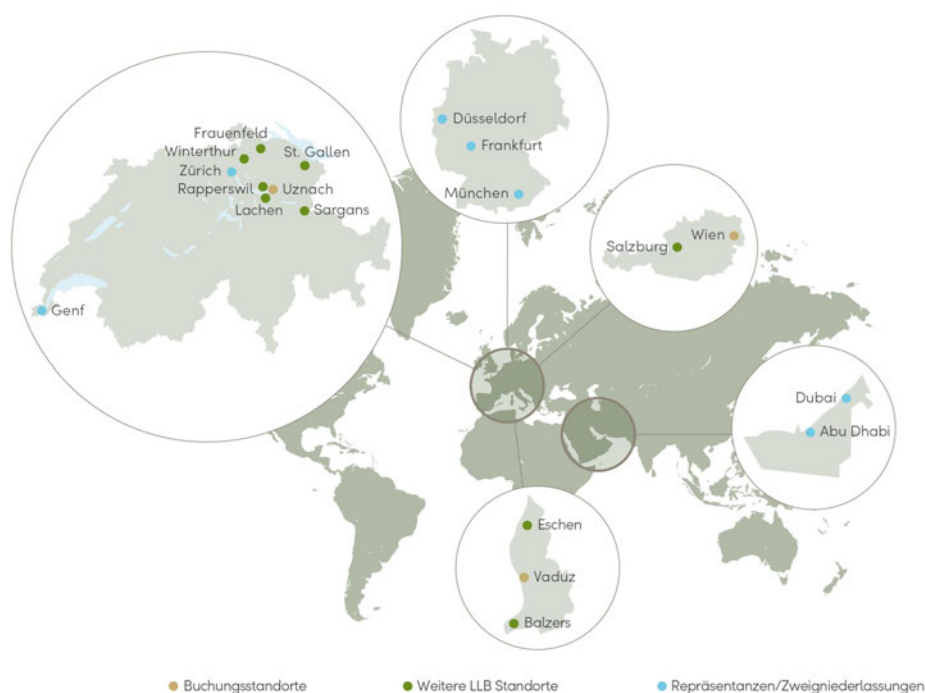 Frauenfeld
Winterthur
St. Gallen
Zürich
Rapperswil
Uznach
Lachen
Sargans
Genf
Düsseldorf
Frankfurt
München
Salzburg
Wien
Dubai
Abu Dhabi
Eschen
Vaduz
Balzers
Buchungsstandorte
Weitere LLB Standorte
Repräsentanzen/Zweigniederlassungen